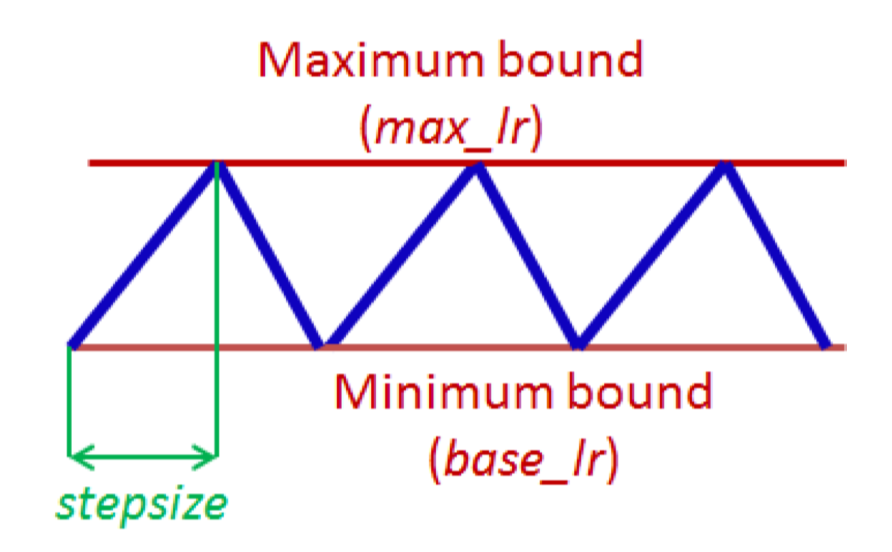 Maximum bound
(max_lr)
Minimum bound
(base_lr)
stepsize